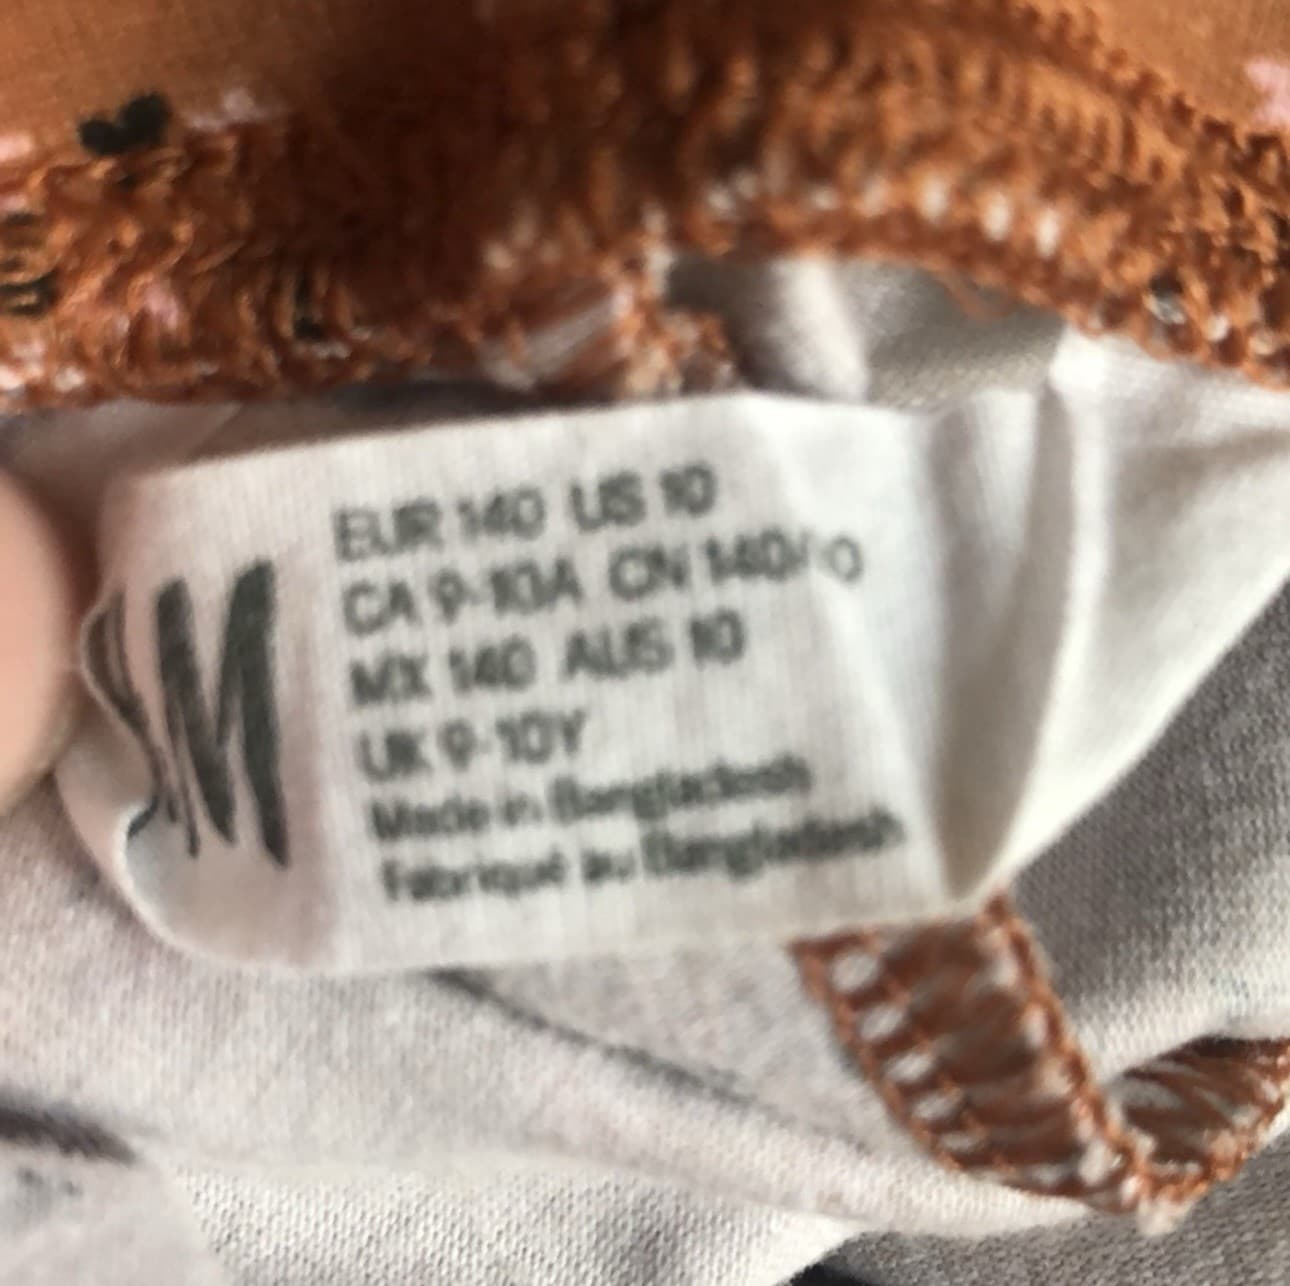 M
EUR 140 US 10
CA 9-10A CN 140/
MX 140 AUS 10
UK 9-10Y
Made in Bangladesh
Fabriqué au Bangladesh